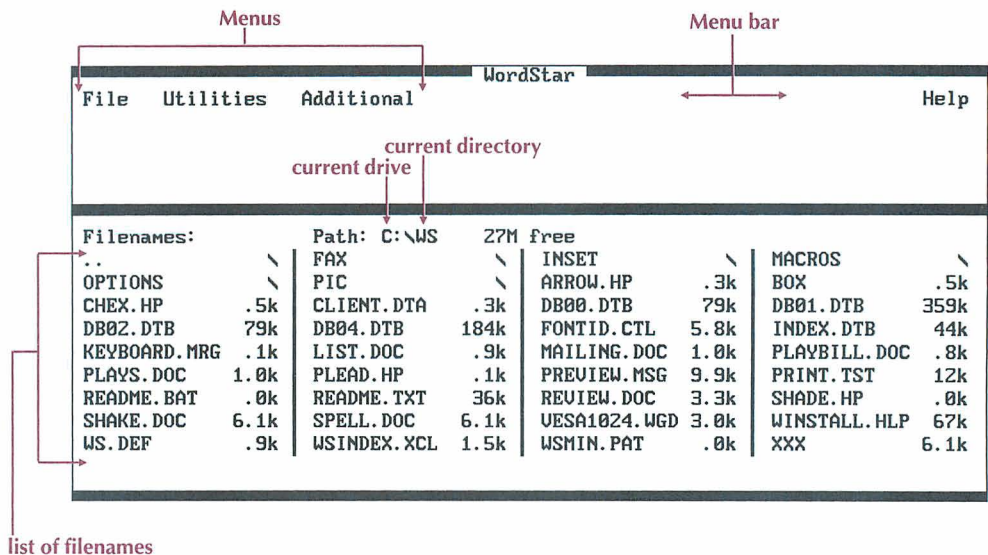 Menus
Menu bar
WordStar
File Utilities Additional Help
current directory
current drive
Filenames: Path: C:\WS 27M free
.. \ FAX \ INSET \ MACROS \
OPTIONS \ PIC \ ARROW.HP .3k BOX .5k
CHEX.HP .5k CLIENT.DTA .3k DB00.DTB 79k DB01.DTB 359k
DB02.DTB 79k DB04.DTB 184k FONTID.CTL 5.8k INDEX.DTB 44k
KEYBOARD.MRG .1k LIST.DOC .9k MAILING.DOC 1.0k PLAYBILL.DOC .8k
PLAYS.DOC 1.0k PLEAD.HP .1k PREVIEW.MSG 9.9k PRINT.TST 12k
README.BAT .0k README.TXT 36k REVIEW.DOC 3.3k SHADE.HP .0k
SHAKE.DOC 6.1k SPELL.DOC 6.1k VESA1024.WGD 3.0k WINSTALL.HLP 67k
WS.DEF .9k WSINDEX.XCL 1.5k WSMIN.PAT .0k XXX 6.1k
list of filenames